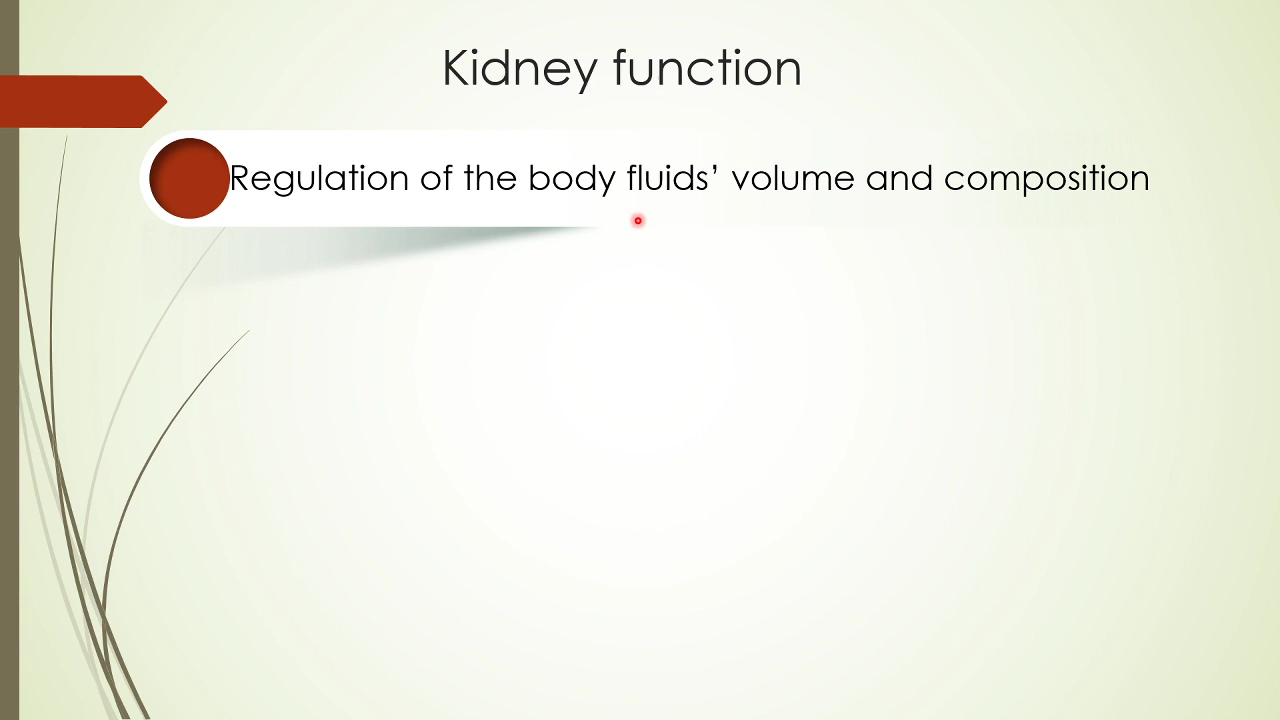 Kidney function
Regulation of the body fluids’ volume and composition